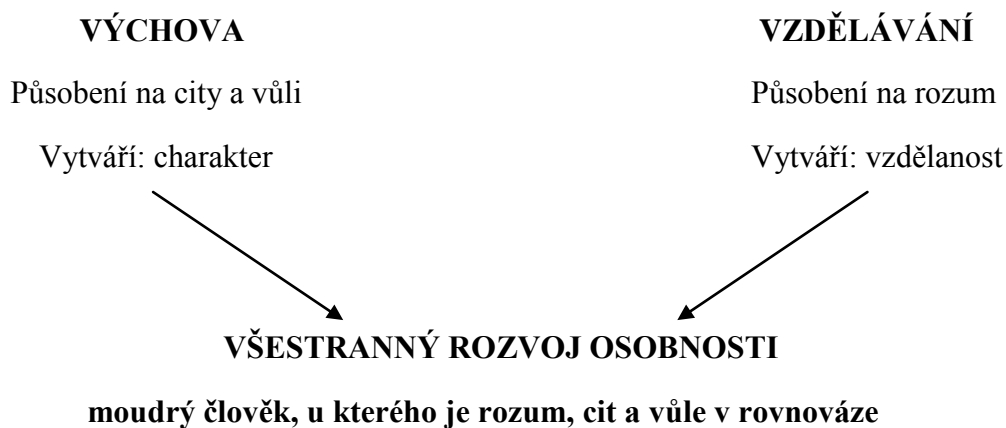 VÝCHOVA
Působení na city a vůli
Vytváří: charakter
VZDĚLÁVÁNÍ
Působení na rozum
Vytváří: vzdělanost
VŠESTRANNÝ ROZVOJ OSOBNOSTI
moudrý člověk, u kterého je rozum, cit a vůle v rovnováze